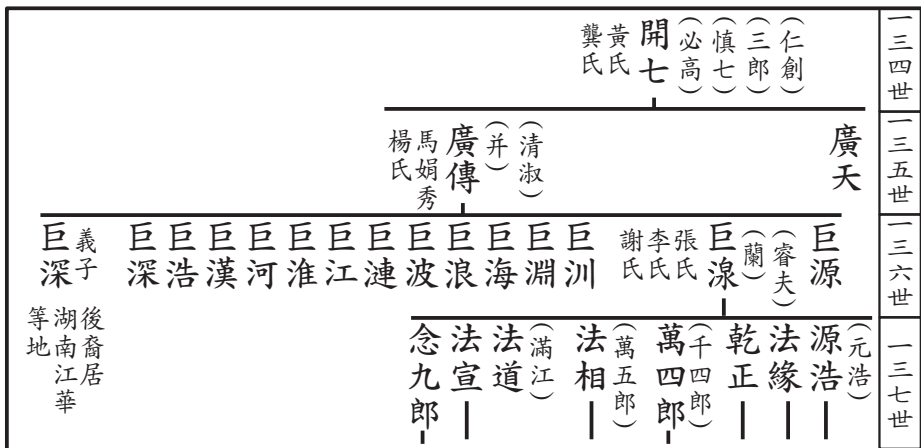 一三四世
（仁創）
（三郎）
（慎七）
（必高）
開七
黃氏
龔氏
一三五世
廣天
（清淑）
（并）
廣傳
馬娟秀
楊氏
一三六世
巨源
（睿夫）
（蘭）
巨湶
張氏
李氏
謝氏
巨汌
巨淵
巨海
巨浪
巨波
巨漣
巨江
巨淮
巨河
巨漢
巨浩
巨深
義子
巨深
後裔居
湖南江華
等地
一三七世
（元浩）
源浩
法緣
乾正
（千四郎）
萬四郎
（萬五郎）
法相
（滿江）
法道
法宣
念九郎